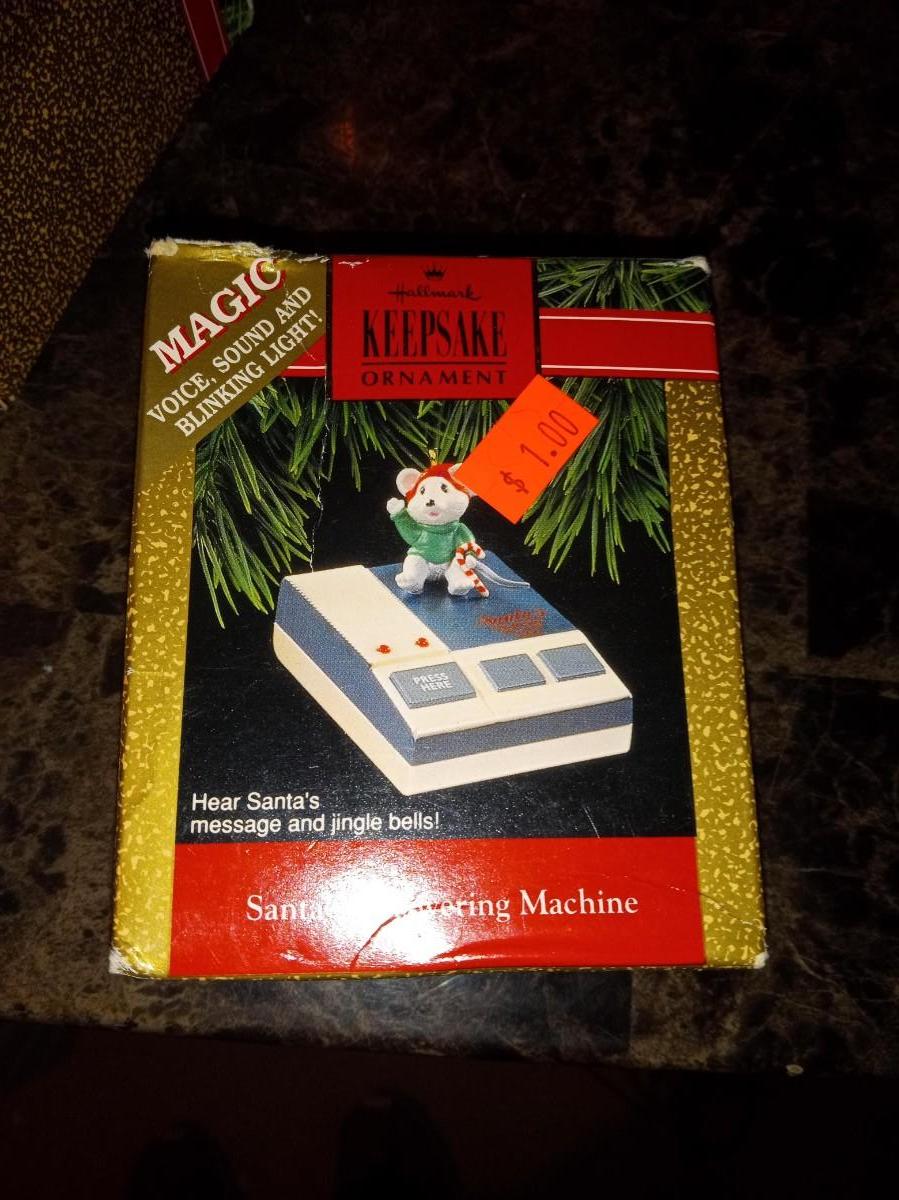 MAGIC
VOICE, SOUND AND
BLINKING LIGHT!
Hallmark
KEEPSAKE
ORNAMENT
$ 1.00
Santa's
PRESS
HERE
Hear Santa's
message and jingle bells!
Santa wering Machine